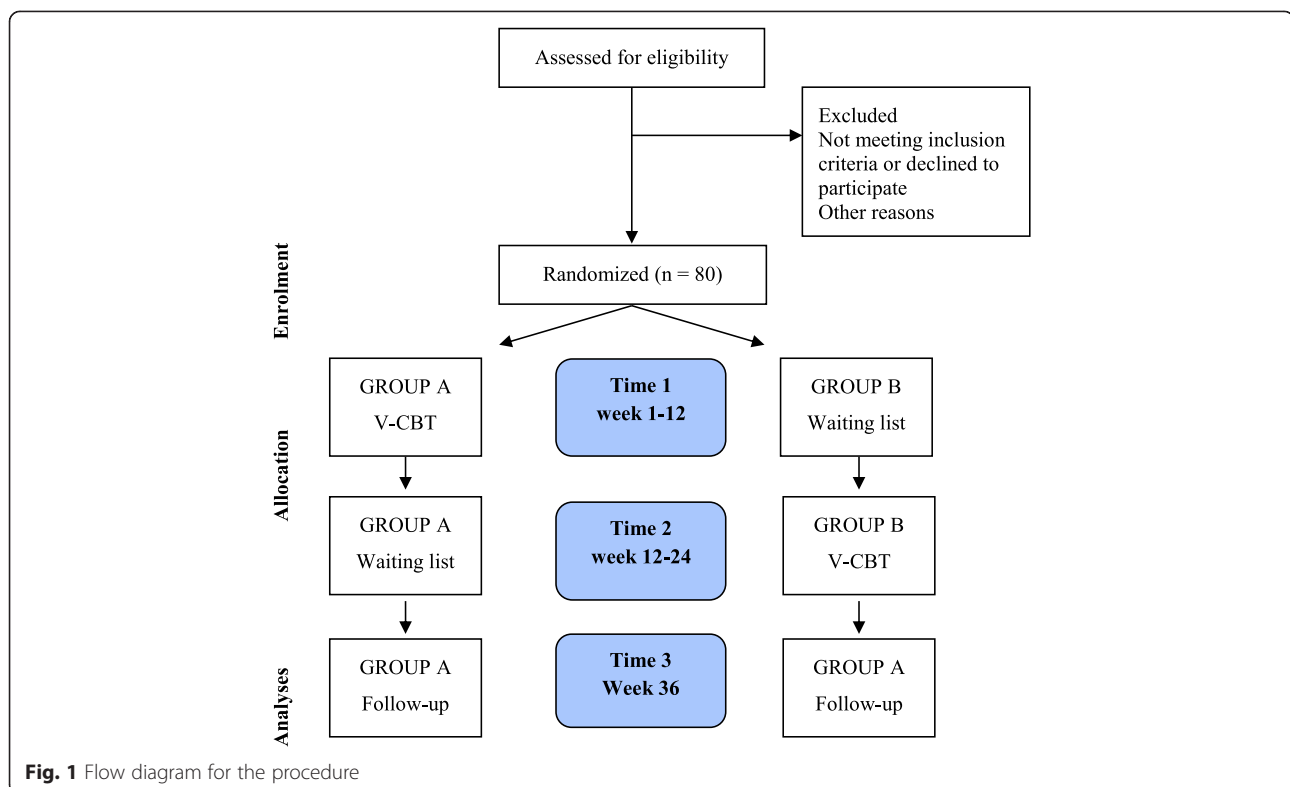 Assessed for eligibility
Excluded
Not meeting inclusion
criteria or declined to
participate
Other reasons
Enrolment
Randomized (n = 80)
GROUP A
V-CBT
Time 1
week 1-12
GROUP B
Waiting list
Allocation
GROUP A
Waiting list
Time 2
week 12-24
GROUP B
V-CBT
Analyses
GROUP A
Follow-up
Time 3
Week 36
GROUP A
Follow-up
Fig. 1 Flow diagram for the procedure